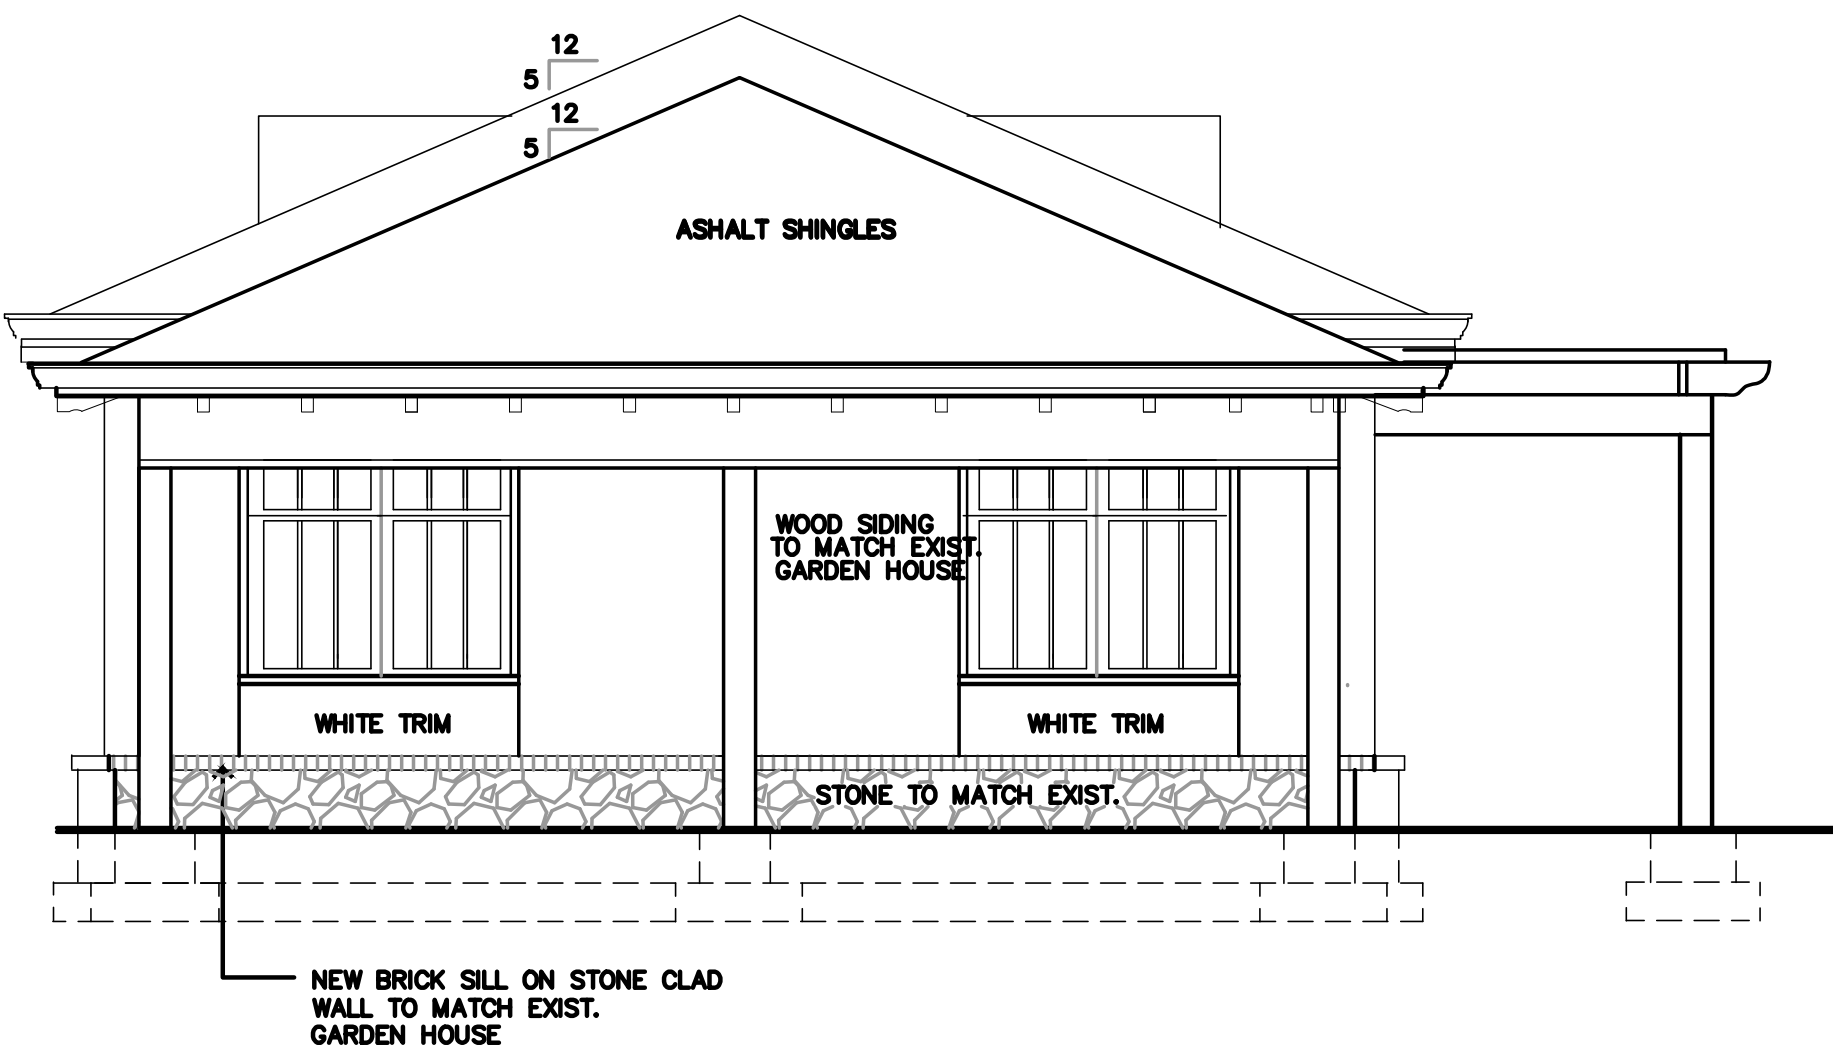 12
5
12
5
ASHALT SHINGLES
WOOD SIDING
TO MATCH EXIST.
GARDEN HOUSE
WHITE TRIM
WHITE TRIM
STONE TO MATCH EXIST.
NEW BRICK SILL ON STONE CLAD
WALL TO MATCH EXIST.
GARDEN HOUSE